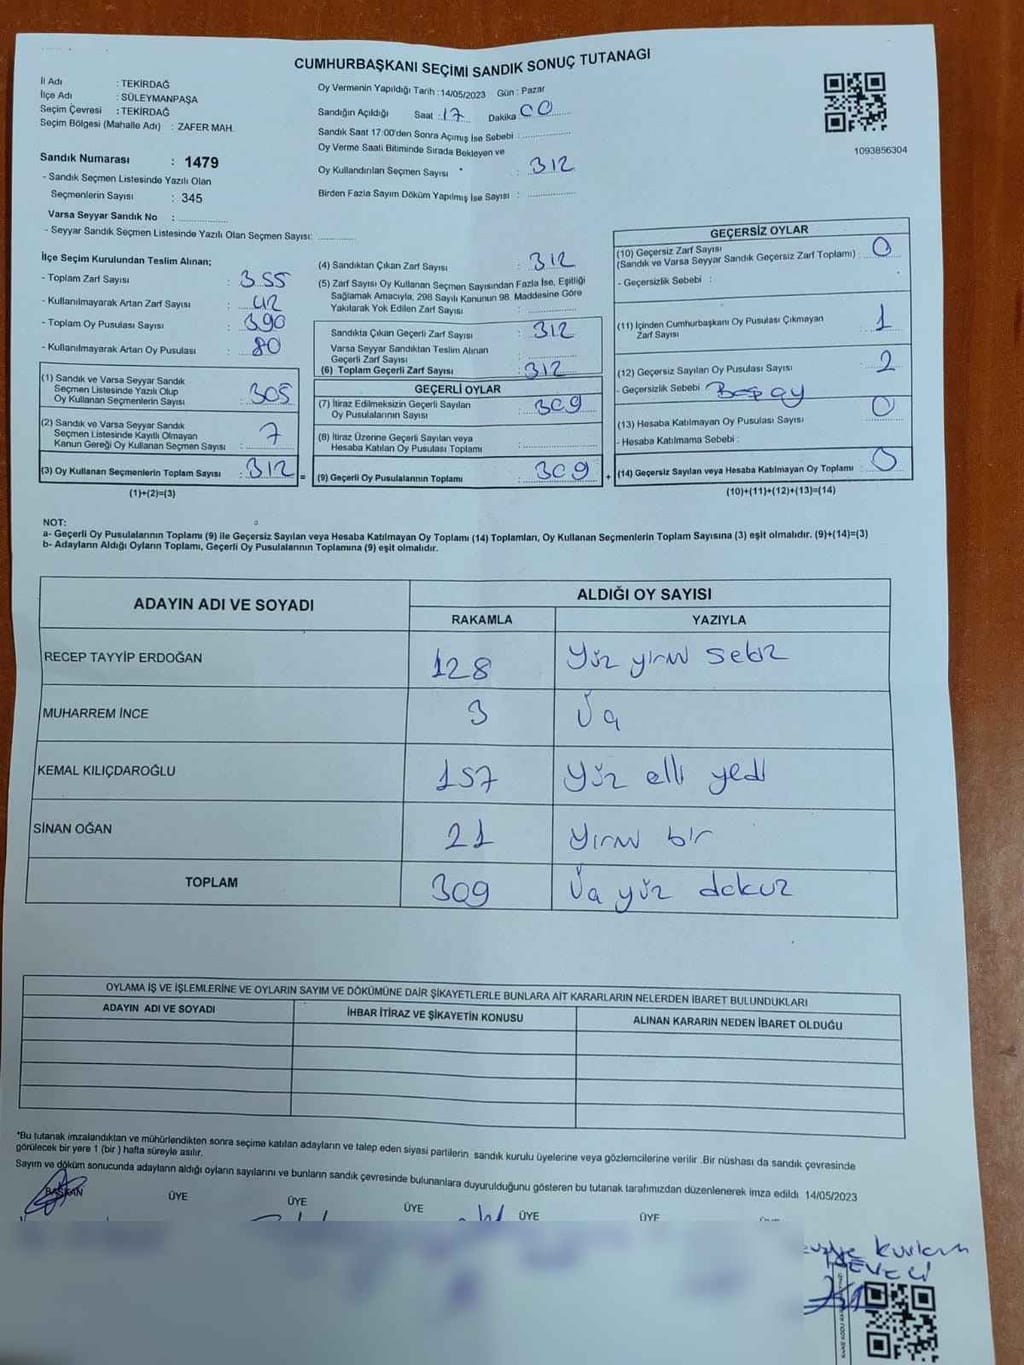 CUMHURBAŞKANI SEÇİMİ SANDIK SONUÇ TUTANAGI
İl Adı : TEKİRDAĞ
İlçe Adı : SÜLEYMANPAŞA
Seçim Çevresi : TEKİRDAĞ
Seçim Bölgesi (Mahalle Adı) : ZAFER MAH.
Sandık Numarası : 1479
- Sandık Seçmen Listesinde Yazılı Olan
Seçmenlerin Sayısı : 345
Varsa Seyyar Sandık No :
- Seyyar Sandık Seçmen Listesinde Yazılı Olan Seçmen Sayısı:
Oy Vermenin Yapıldığı Tarih :14/05/2023 Gün : Pazar
Sandığın Açıldığı Saat : 17 Dakika 00
Sandık Saat 17:00'den Sonra Açımış İse Sebebi :
Oy Verme Saati Bitiminde Sırada Bekleyen ve
Oy Kullandırılan Seçmen Sayısı : 312
Birden Fazla Sayım Döküm Yapılmış İse Sayısı :
1093856304
İlçe Seçim Kurulundan Teslim Alınan;
- Toplam Zarf Sayısı : 355
- Kullanılmayarak Artan Zarf Sayısı : 42
- Toplam Oy Pusulası Sayısı : 390
- Kullanılmayarak Artan Oy Pusulası : 80
(1) Sandık ve Varsa Seyyar Sandık
Seçmen Listesinde Yazılı Olup
Oy Kullanan Seçmenlerin Sayısı : 305
(2) Sandık ve Varsa Seyyar Sandık
Seçmen Listesinde Kayıtlı Olmayan
Kanun Gereği Oy Kullanan Seçmen Sayısı : 7
(3) Oy Kullanan Seçmenlerin Toplam Sayısı : 312 =
(1)+(2)=(3)
(4) Sandıktan Çıkan Zarf Sayısı : 312
(5) Zarf Sayısı Oy Kullanan Seçmen Sayısından Fazla İse, Eşitliği
Sağlamak Amacıyla, 298 Sayılı Kanunun 98. Maddesine Göre
Yakılarak Yok Edilen Zarf Sayısı :
Sandıkta Çıkan Geçerli Zarf Sayısı : 312
Varsa Seyyar Sandıktan Teslim Alınan
Geçerli Zarf Sayısı :
(6) Toplam Geçerli Zarf Sayısı : 312
GEÇERLİ OYLAR
(7) İtiraz Edilmeksizin Geçerli Sayılan
Oy Pusulalarının Sayısı : 309
(8) İtiraz Üzerine Geçerli Sayılan veya
Hesaba Katılan Oy Pusulası Toplamı :
(9) Geçerli Oy Pusulalarının Toplamı : 309 +
GEÇERSİZ OYLAR
(10) Geçersiz Zarf Sayısı
(Sandık ve Varsa Seyyar Sandık Geçersiz Zarf Toplamı) : 0
- Geçersizlik Sebebi :
(11) İçinden Cumhurbaşkanı Oy Pusulası Çıkmayan
Zarf Sayısı : 1
(12) Geçersiz Sayılan Oy Pusulası Sayısı : 2
- Geçersizlik Sebebi : Boş oy
(13) Hesaba Katılmayan Oy Pusulası Sayısı : 0
- Hesaba Katılmama Sebebi :
(14) Geçersiz Sayılan veya Hesaba Katılmayan Oy Toplamı :
(10)+(11)+(12)+(13)=(14)
NOT:
a- Geçerli Oy Pusulalarının Toplamı (9) ile Geçersiz Sayılan veya Hesaba Katılmayan Oy Toplamı (14) Toplamları, Oy Kullanan Seçmenlerin Toplam Sayısına (3) eşit olmalıdır. (9)+(14)=(3)
b- Adayların Aldığı Oyların Toplamı, Geçerli Oy Pusulalarının Toplamına (9) eşit olmalıdır.
ADAYIN ADI VE SOYADI ALDIĞI OY SAYISI
RAKAMLA YAZIYLA
RECEP TAYYİP ERDOĞAN 128 Yüz yirmi sekiz
MUHARREM İNCE 3 Üç
KEMAL KILIÇDAROĞLU 157 Yüz elli yedi
SİNAN OĞAN 21 Yirmi bir
TOPLAM 309 Üç yüz dokuz
OYLAMA İŞ VE İŞLEMLERİNE VE OYLARIN SAYIM VE DÖKÜMÜNE DAİR ŞİKAYETLERLE BUNLARA AİT KARARLARIN NELERDEN İBARET BULUNDUKLARI
ADAYIN ADI VE SOYADI İHBAR İTİRAZ VE ŞİKAYETİN KONUSU ALINAN KARARIN NEDEN İBARET OLDUĞU
*Bu tutanak imzalandıktan ve mühürlendikten sonra seçime katılan adayların ve talep eden siyasi partilerin sandık kurulu üyelerine veya gözlemcilerine verilir .Bir nüshası da sandık çevresinde
görülecek bir yere 1 (bir ) hafta süreyle asılır.
Sayım ve döküm sonucunda adayların aldığı oyların sayılarını ve bunların sandık çevresinde bulunanlara duyurulduğunu gösteren bu tutanak tarafımızdan düzenlenerek imza edildi 14/05/2023
BAŞKAN ÜYE ÜYE ÜYE ÜYE ÜYE